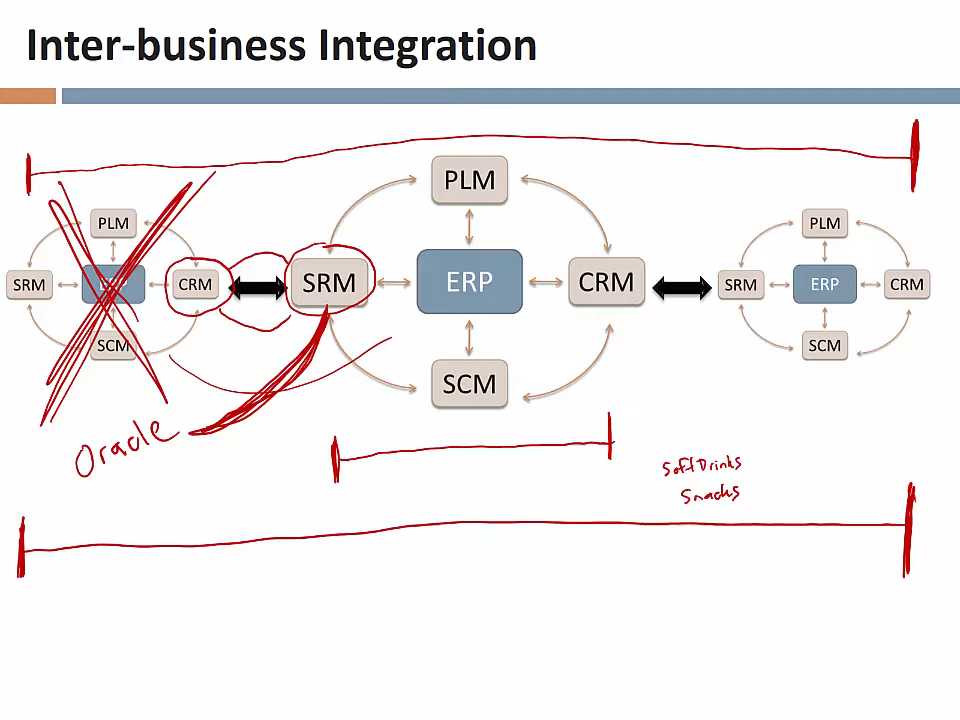 Inter-business Integration
PLM
SRM
ERP
CRM
SCM
PLM
SRM
ERP
CRM
SCM
PLM
SRM
ERP
CRM
SCM
Oracle
Soft Drinks
Snacks